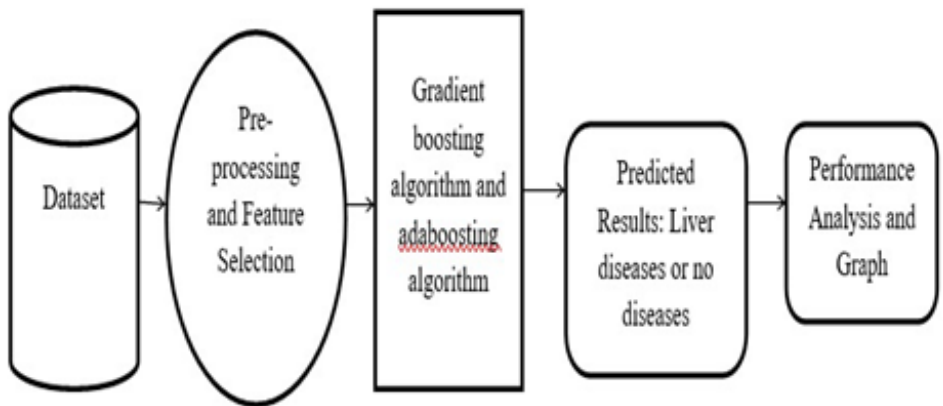 Dataset
Pre-
processing
and Feature
Selection
Gradient
boosting
algorithm and
adaboosting
algorithm
Predicted
Results: Liver
diseases or no
diseases
Performance
Analysis and
Graph